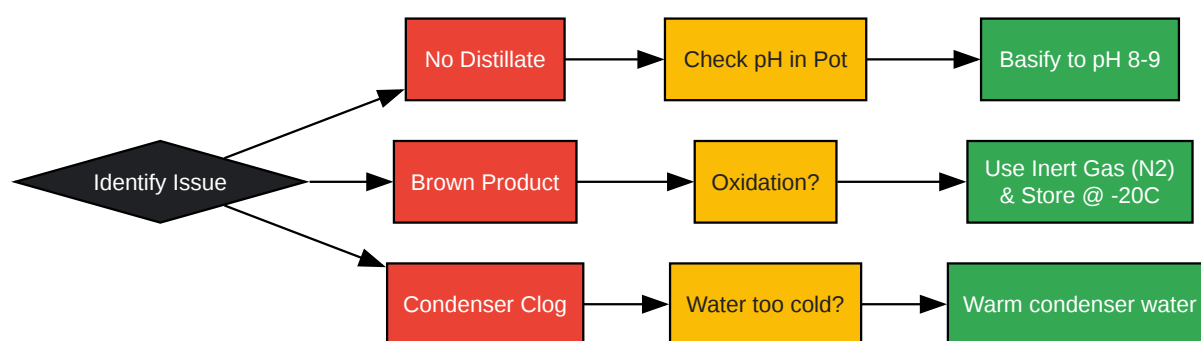 Identify Issue
No Distillate
Check pH in Pot
Basify to pH 8-9
Brown Product
Oxidation?
Use Inert Gas (N2)
& Store @ -20C
Condenser Clog
Water too cold?
Warm condenser water